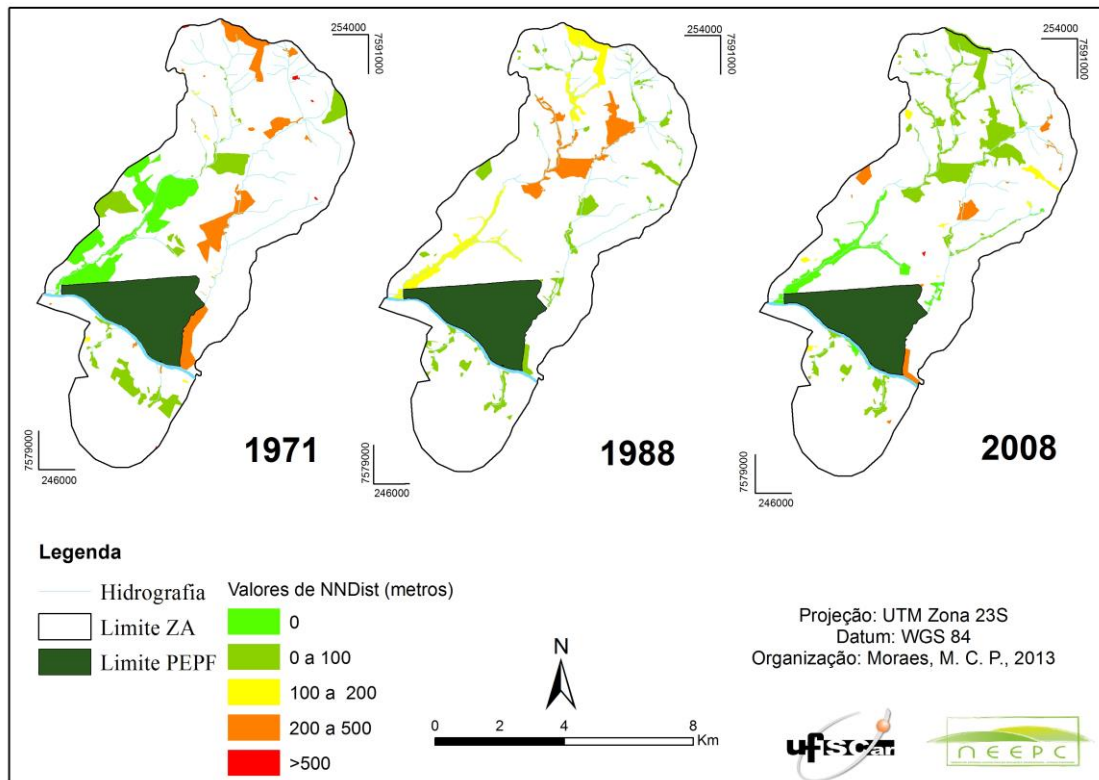 254000
7591000
254000
7591000
254000
7591000
1971
1988
2008
7579000
246000
7579000
246000
7579000
246000
Legenda
Hidrografia
Limite ZA
Limite PEPF
Valores de NNDist (metros)
0
0 a 100
100 a 200
200 a 500
>500
N
0 2 4 8
Km
Projeção: UTM Zona 23S
Datum: WGS 84
Organização: Moraes, M. C. P., 2013
ufscar
NEEPC